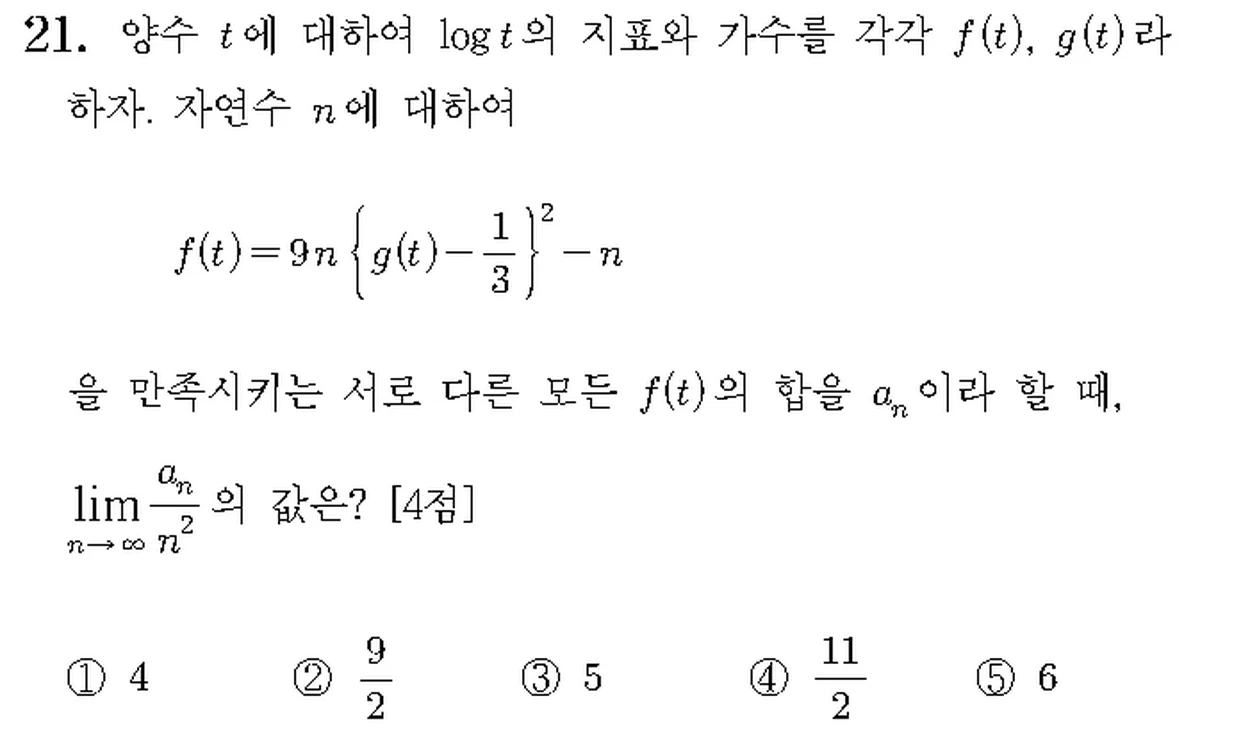 21. 양수 t에 대하여 log t의 지표와 가수를 각각 f(t), g(t)라
하자. 자연수 n에 대하여
f(t)=9n{g(t)-1/3}²-n
을 만족시키는 서로 다른 모든 f(t)의 합을 aₙ이라 할 때,
lim n→∞ aₙ/n² 의 값은? [4점]
① 4 ② 9/2 ③ 5 ④ 11/2 ⑤ 6